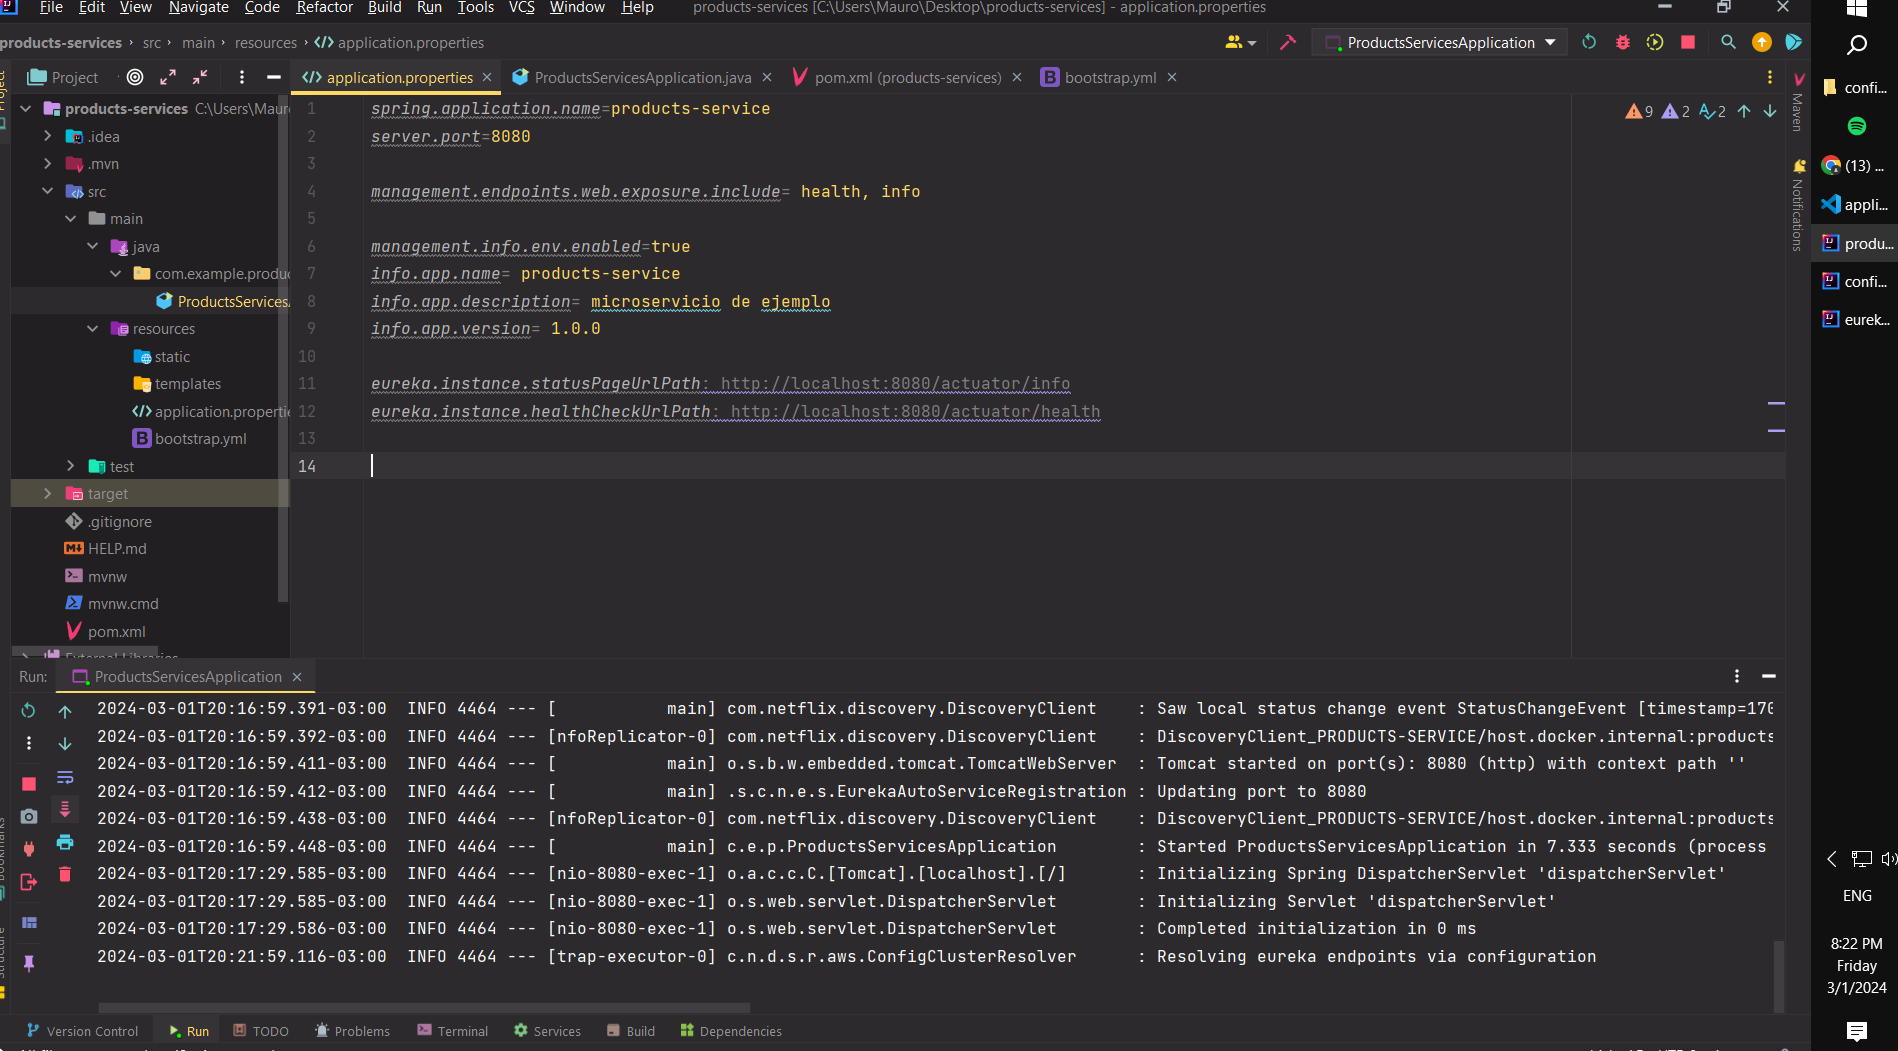 File Edit View Navigate Code Refactor Build Run Tools VCS Window Help products-services [C:\Users\Mauro\Desktop\products-services] - application.properties
products-services › src › main › resources › application.properties
ProductsServicesApplication
Project
application.properties
ProductsServicesApplication.java
pom.xml (products-services)
bootstrap.yml
products-services C:\Users\Maur
.idea
.mvn
src
main
java
com.example.produc
ProductsServices
resources
static
templates
application.properti
bootstrap.yml
test
target
.gitignore
HELP.md
mvnw
mvnw.cmd
pom.xml
External Libraries
9 2 2
1 spring.application.name=products-service
2 server.port=8080
3
4 management.endpoints.web.exposure.include= health, info
5
6 management.info.env.enabled=true
7 info.app.name= products-service
8 info.app.description= microservicio de ejemplo
9 info.app.version= 1.0.0
10
11 eureka.instance.statusPageUrlPath: http://localhost:8080/actuator/info
12 eureka.instance.healthCheckUrlPath: http://localhost:8080/actuator/health
13
14
Maven
Notifications
Run: ProductsServicesApplication
2024-03-01T20:16:59.391-03:00 INFO 4464 --- [ main] com.netflix.discovery.DiscoveryClient : Saw local status change event StatusChangeEvent [timestamp=170
2024-03-01T20:16:59.392-03:00 INFO 4464 --- [nfoReplicator-0] com.netflix.discovery.DiscoveryClient : DiscoveryClient_PRODUCTS-SERVICE/host.docker.internal:products
2024-03-01T20:16:59.411-03:00 INFO 4464 --- [ main] o.s.b.w.embedded.tomcat.TomcatWebServer : Tomcat started on port(s): 8080 (http) with context path ''
2024-03-01T20:16:59.412-03:00 INFO 4464 --- [ main] .s.c.n.e.s.EurekaAutoServiceRegistration : Updating port to 8080
2024-03-01T20:16:59.438-03:00 INFO 4464 --- [nfoReplicator-0] com.netflix.discovery.DiscoveryClient : DiscoveryClient_PRODUCTS-SERVICE/host.docker.internal:products
2024-03-01T20:16:59.448-03:00 INFO 4464 --- [ main] c.e.p.ProductsServicesApplication : Started ProductsServicesApplication in 7.333 seconds (process
2024-03-01T20:17:29.585-03:00 INFO 4464 --- [nio-8080-exec-1] o.a.c.c.C.[Tomcat].[localhost].[/] : Initializing Spring DispatcherServlet 'dispatcherServlet'
2024-03-01T20:17:29.585-03:00 INFO 4464 --- [nio-8080-exec-1] o.s.web.servlet.DispatcherServlet : Initializing Servlet 'dispatcherServlet'
2024-03-01T20:17:29.586-03:00 INFO 4464 --- [nio-8080-exec-1] o.s.web.servlet.DispatcherServlet : Completed initialization in 0 ms
2024-03-01T20:21:59.116-03:00 INFO 4464 --- [trap-executor-0] c.n.d.s.r.aws.ConfigClusterResolver : Resolving eureka endpoints via configuration
Version Control Run TODO Problems Terminal Services Build Dependencies
confi...
(13) ...
appli...
produ...
confi...
eurek...
ENG
8:22 PM
Friday
3/1/2024